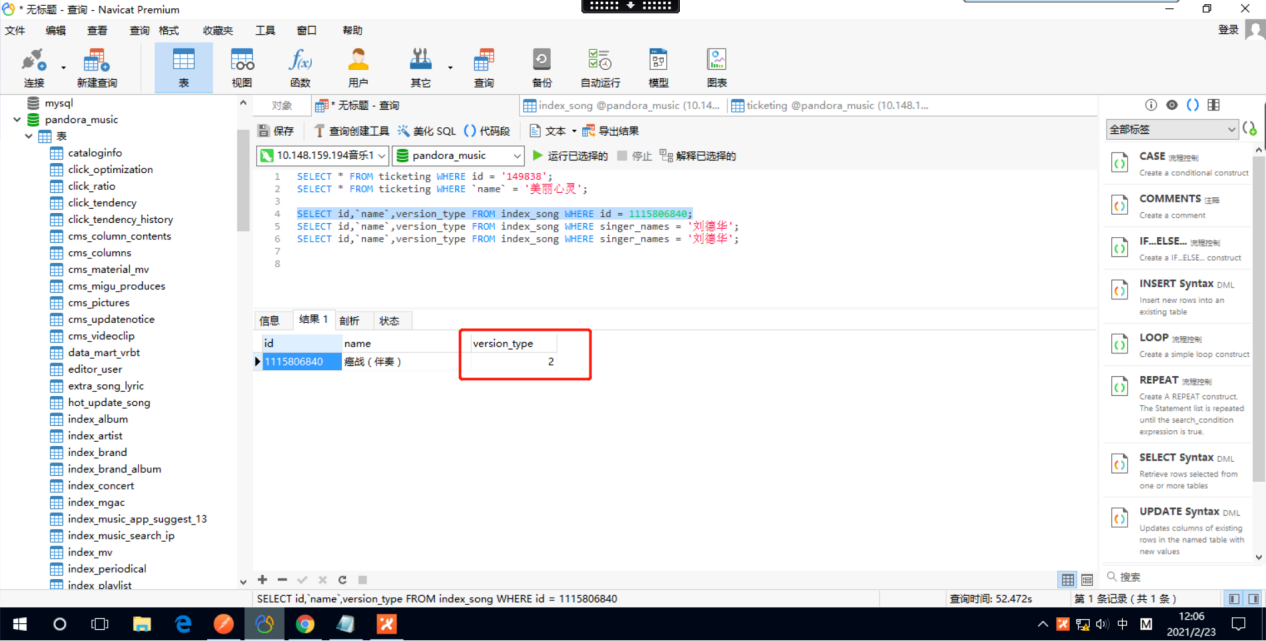 * 无标题 - 查询 - Navicat Premium
文件 编辑 查看 查询 格式 收藏夹 工具 窗口 帮助 登录
连接 新建查询 表 视图 函数 用户 其它 查询 备份 自动运行 模型 图表
mysql
pandora_music
表
cataloginfo
click_optimization
click_ratio
click_tendency
click_tendency_history
cms_column_contents
cms_columns
cms_material_mv
cms_migu_produces
cms_pictures
cms_updatenotice
cms_videoclip
data_mart_vrbt
editor_user
extra_song_lyric
hot_update_song
index_album
index_artist
index_brand
index_brand_album
index_concert
index_mgac
index_music_app_suggest_13
index_music_search_ip
index_mv
index_periodical
index_playlist
对象 * 无标题 - 查询 index_song @pandora_music (10.14... ticketing @pandora_music (10.148.1...
保存 查询创建工具 美化 SQL 代码段 文本 导出结果
10.148.159.194音乐1 pandora_music 运行已选择的 停止 解释已选择的
1 SELECT * FROM ticketing WHERE id = '149838';
2 SELECT * FROM ticketing WHERE `name` = '美丽心灵';
3
4 SELECT id,`name`,version_type FROM index_song WHERE id = 1115806840;
5 SELECT id,`name`,version_type FROM index_song WHERE singer_names = '刘德华';
6 SELECT id,`name`,version_type FROM index_song WHERE singer_names = '刘德华';
7
8
信息 结果 1 剖析 状态
id name version_type
1115806840 癌战（伴奏） 2
SELECT id,`name`,version_type FROM index_song WHERE id = 1115806840 查询时间: 52.472s 第 1 条记录 (共 1 条)
全部标签
CASE 流程控制
Create a conditional construct
COMMENTS 注释
Create a comment
IF...ELSE... 流程控制
Create a IF...ELSE... construct
INSERT Syntax DML
Insert new rows into an
existing table
LOOP 流程控制
Create a simple loop construct
REPEAT 流程控制
Create A REPEAT construct.
The Statement list is repeated
until the search_condition
expression is true.
SELECT Syntax DML
Retrieve rows selected from
one or more tables
UPDATE Syntax DML
Updates columns of existing
rows in the named table with
new values
搜索
中 M 12:06
2021/2/23